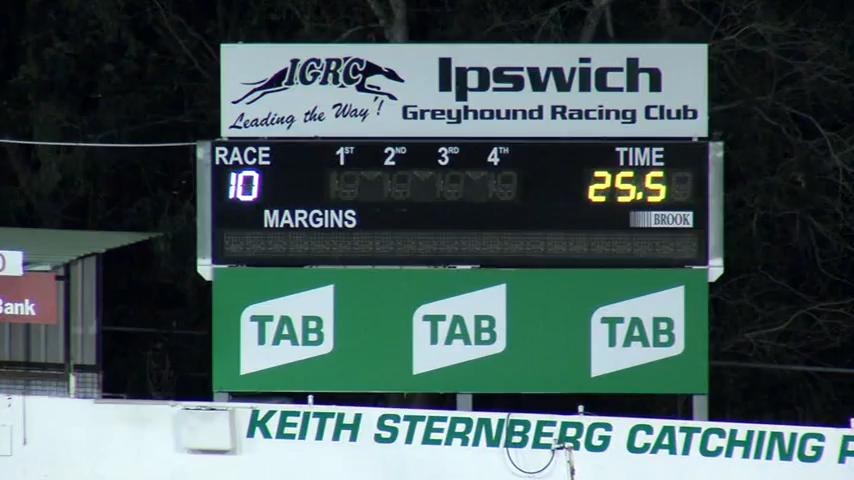 IGRC
Leading the Way'!
Ipswich
Greyhound Racing Club
RACE 1ST 2ND 3RD 4TH TIME
10 25.5
MARGINS BROOK
Bank
TAB TAB TAB
KEITH STERNBERG CATCHING